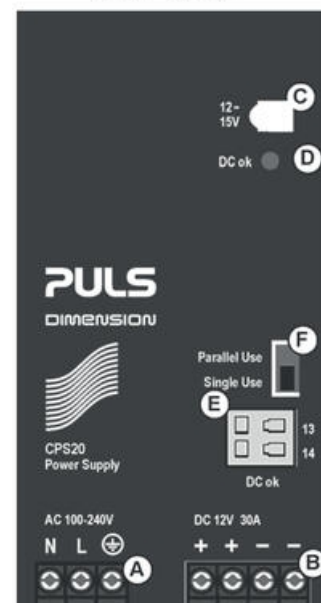 12-
15V
C
DC ok
D
PULS
DIMENSION
F
Parallel Use
Single Use
E
CPS20
Power Supply
13
14
DC ok
AC 100-240V
DC 12V 30A
N L
+ + − −
A
B